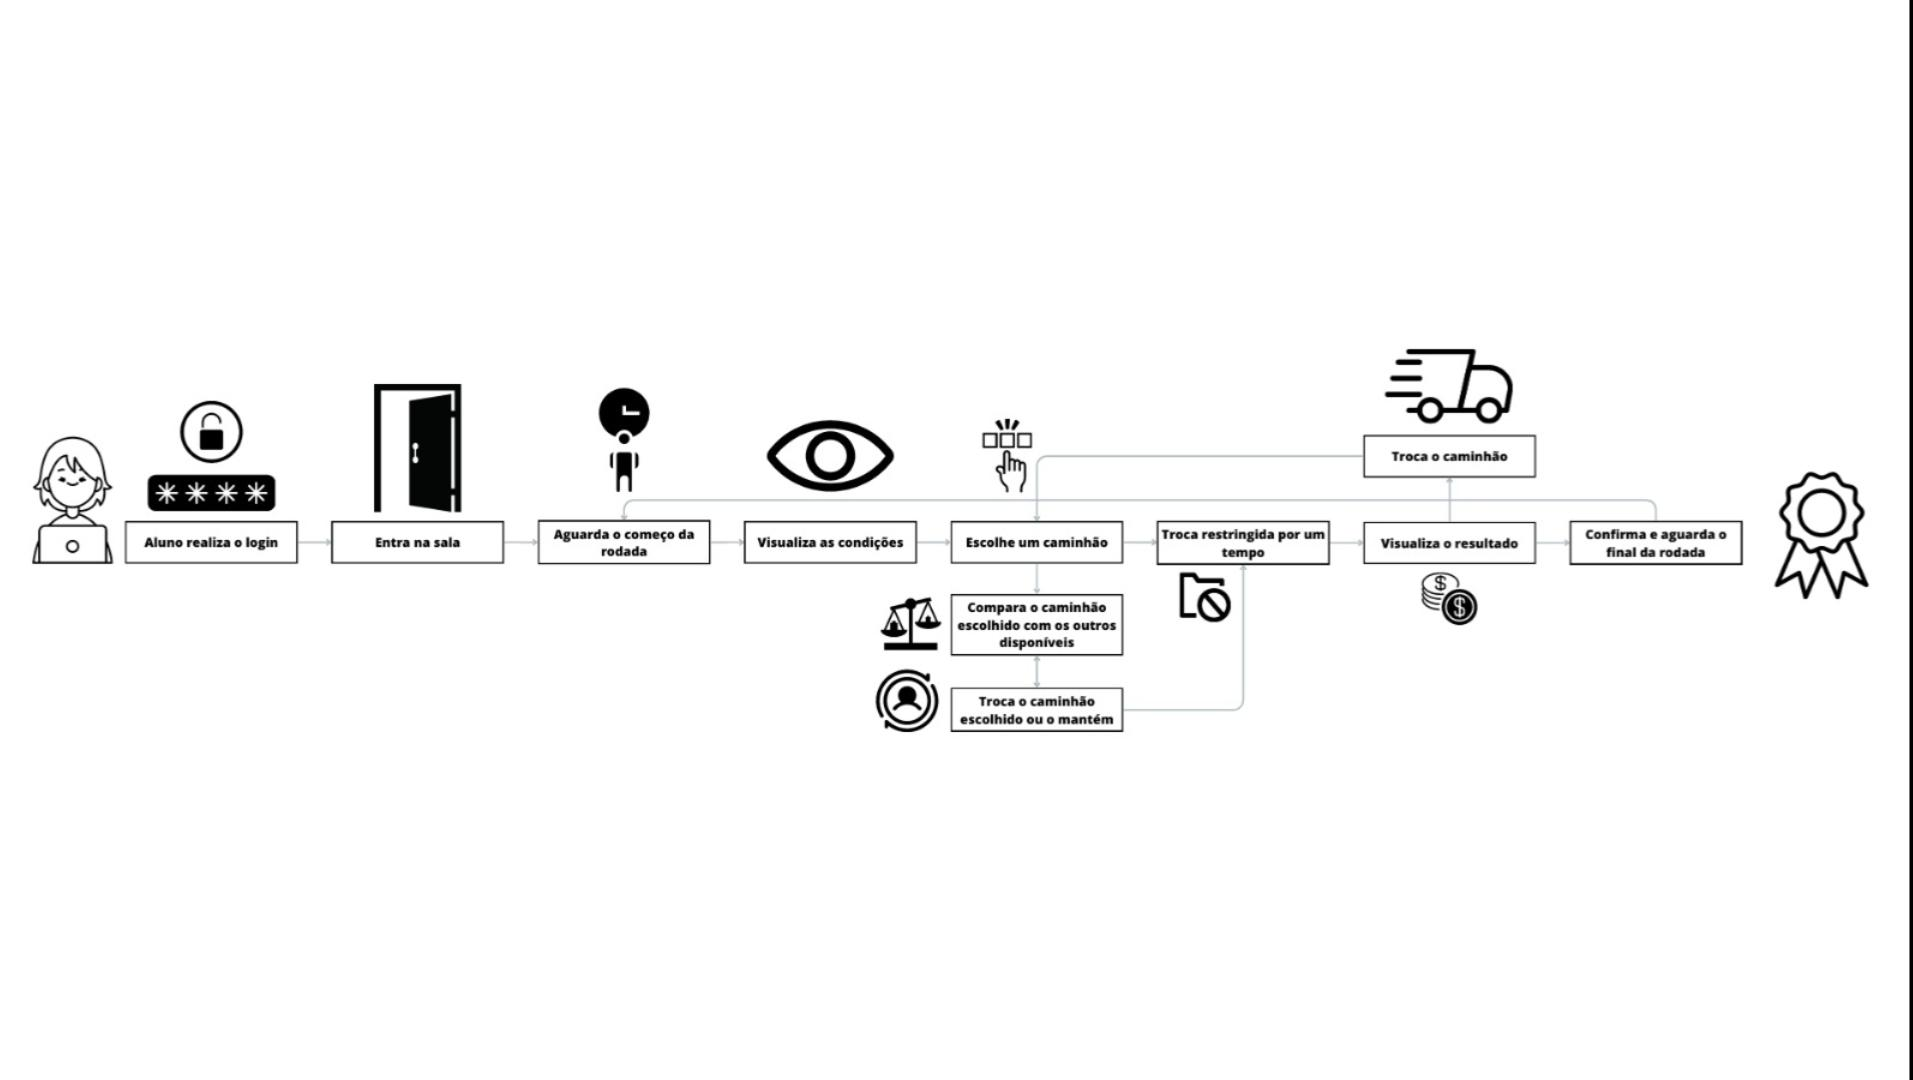 Aluno realiza o login
Entra na sala
Aguarda o começo da
rodada
Visualiza as condições
Escolhe um caminhão
Troca restringida por um
tempo
Troca o caminhão
Visualiza o resultado
Confirma e aguarda o
final da rodada
Compara o caminhão
escolhido com os outros
disponíveis
Troca o caminhão
escolhido ou o mantém